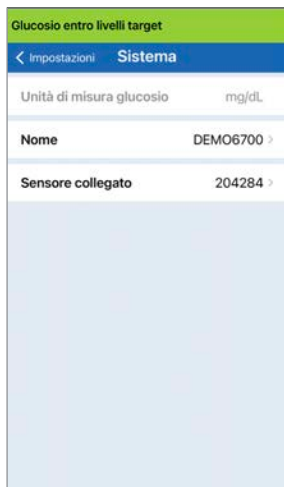 Glucosio entro livelli target
Impostazioni Sistema
Unità di misura glucosio mg/dL
Nome DEMO6700
Sensore collegato 204284